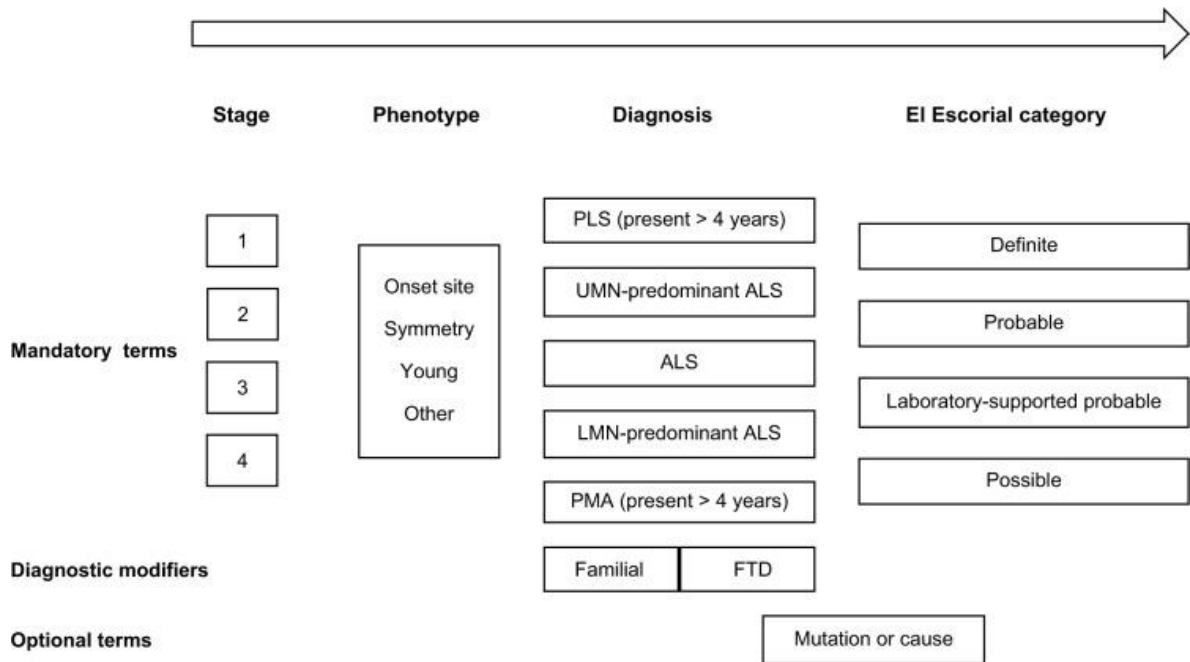 Stage Phenotype Diagnosis El Escorial category
Mandatory terms
1
2
3
4
Onset site
Symmetry
Young
Other
PLS (present > 4 years)
UMN-predominant ALS
ALS
LMN-predominant ALS
PMA (present > 4 years)
Definite
Probable
Laboratory-supported probable
Possible
Diagnostic modifiers
Familial FTD
Optional terms
Mutation or cause